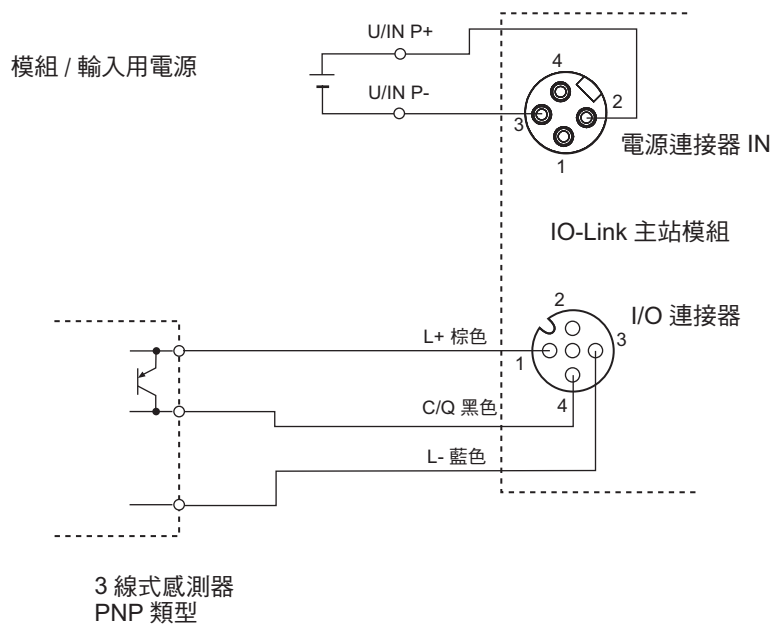 U/IN P+
模組 / 輸入用電源
4
U/IN P-
2
3
電源連接器 IN
1
IO-Link 主站模組
2
I/O 連接器
L+ 棕色
3
1
C/Q 黑色
4
L- 藍色
3 線式感測器
PNP 類型